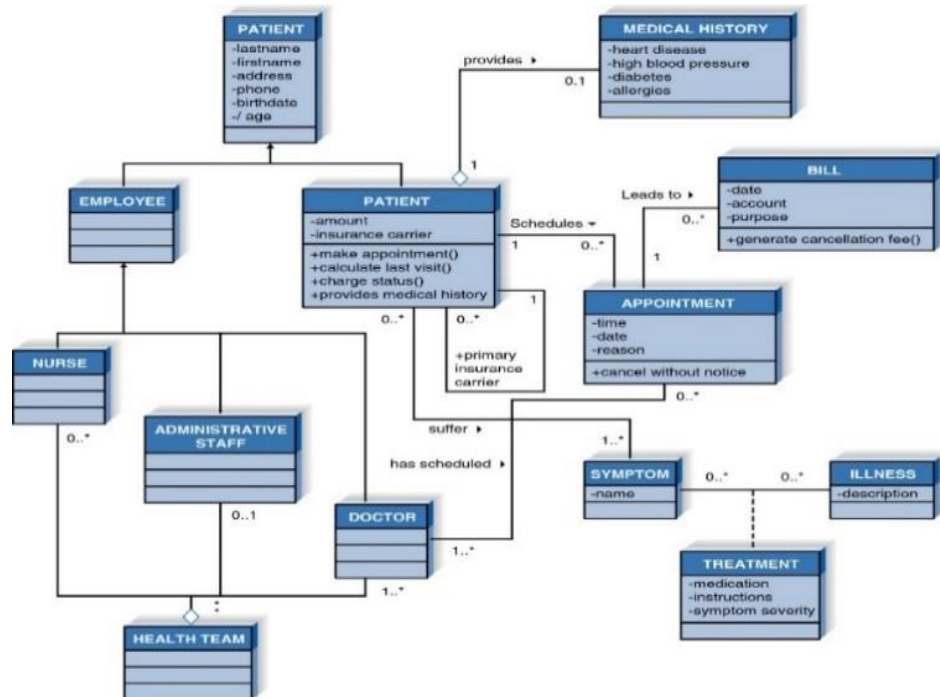 PATIENT
-lastname
-firstname
-address
-phone
-birthdate
-/ age
MEDICAL HISTORY
-heart disease
-high blood pressure
-diabetes
-allergies
provides
0.1
1
EMPLOYEE
PATIENT
-amount
-insurance carrier
+make appointment()
+calculate last visit()
+charge status()
+provides medical history
Schedules
1
0..*
BILL
-date
-account
-purpose
+generate cancellation fee()
Leads to
0..*
1
APPOINTMENT
-time
-date
-reason
+cancel without notice
0..*
0..*
0..*
1
+primary
insurance
carrier
NURSE
0..*
ADMINISTRATIVE
STAFF
0..1
suffer
1..*
has scheduled
DOCTOR
1..*
1..*
SYMPTOM
-name
0..*
0..*
ILLNESS
-description
TREATMENT
-medication
-instructions
-symptom severity
:
HEALTH TEAM